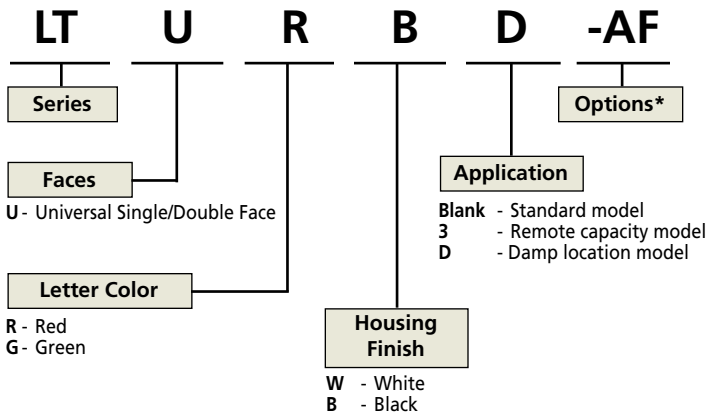 LT U R B D -AF
Series
Options*
Faces
Application
U - Universal Single/Double Face
Blank - Standard model
3 - Remote capacity model
D - Damp location model
Letter Color
R - Red
G - Green
Housing
Finish
W - White
B - Black